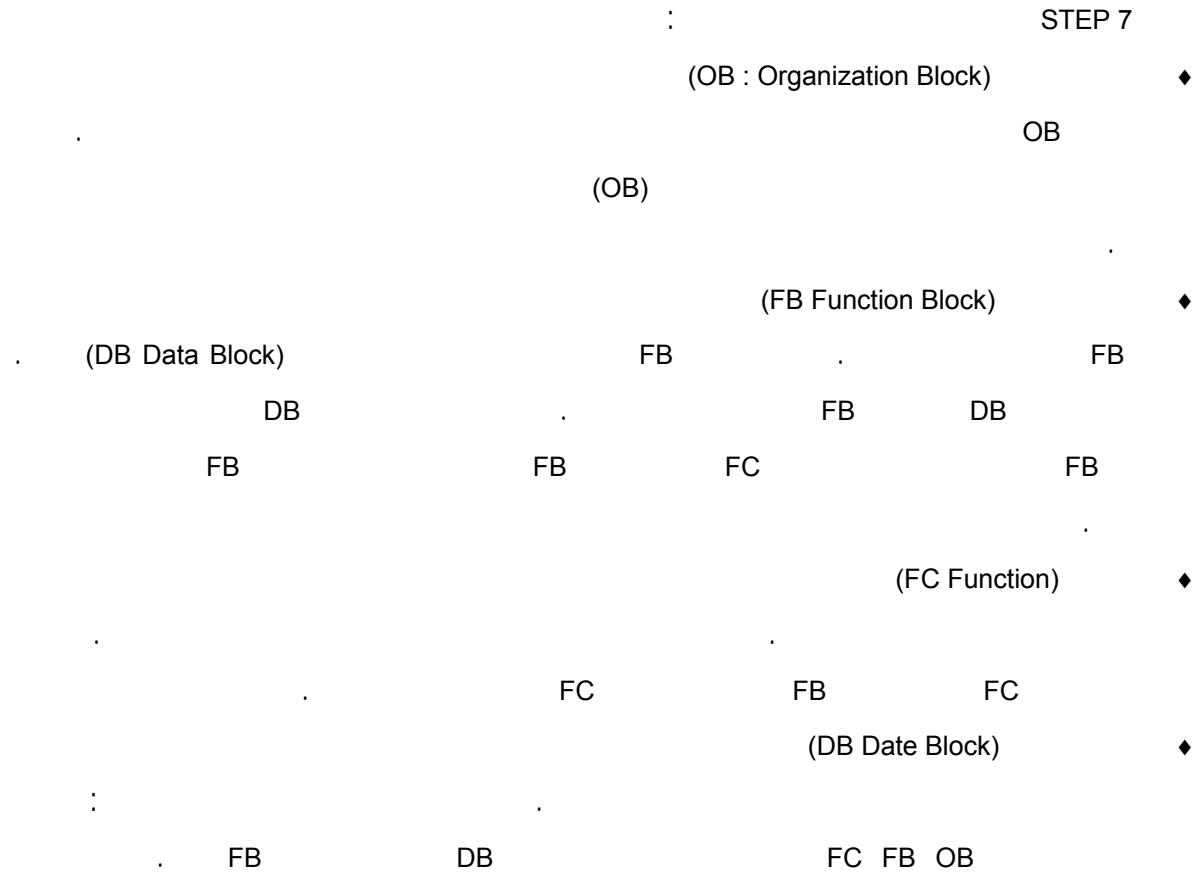 STEP 7 :
♦ (OB : Organization Block)
OB .
(OB)
.
♦ (FB Function Block)
FB . FB (DB Data Block) .
DB FB . DB
FB FC FB FB
.
♦ (FC Function)
. .
FC FB FC .
♦ (DB Date Block)
. :
OB FB FC DB FB .